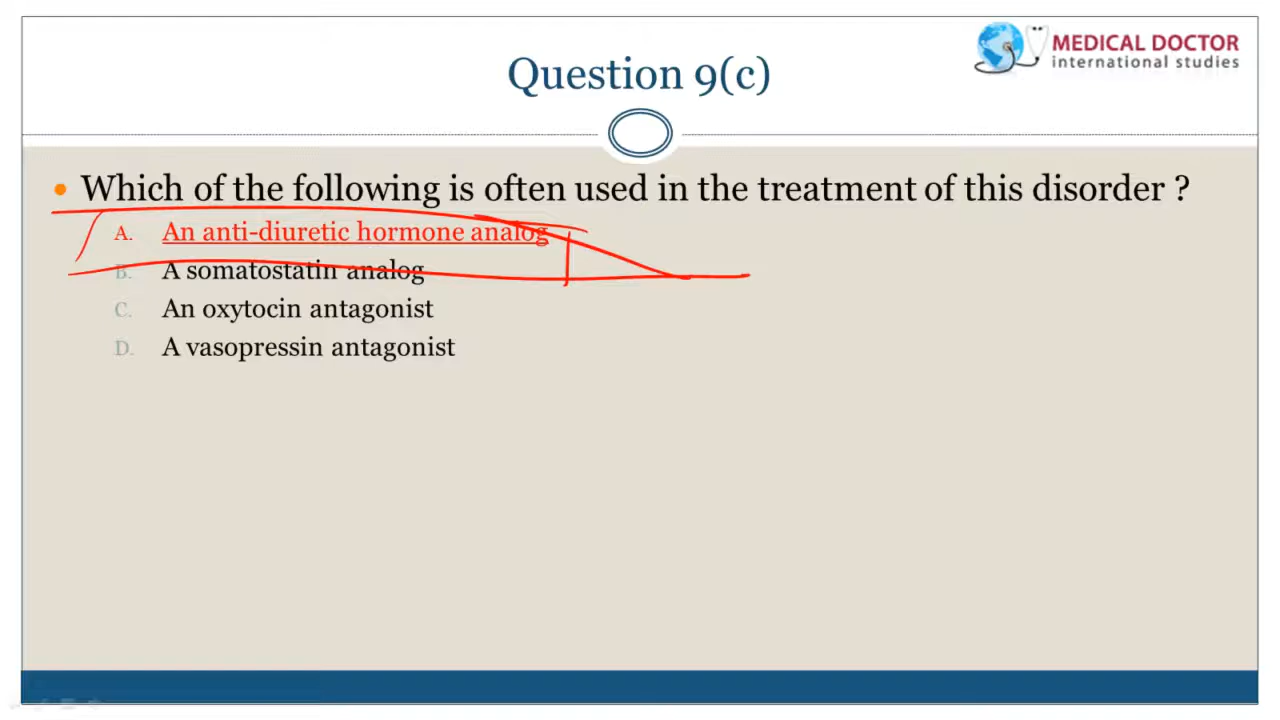 MEDICAL DOCTOR
international studies
Question 9(c)
• Which of the following is often used in the treatment of this disorder ?
A. An anti-diuretic hormone analog
B. A somatostatin analog
C. An oxytocin antagonist
D. A vasopressin antagonist